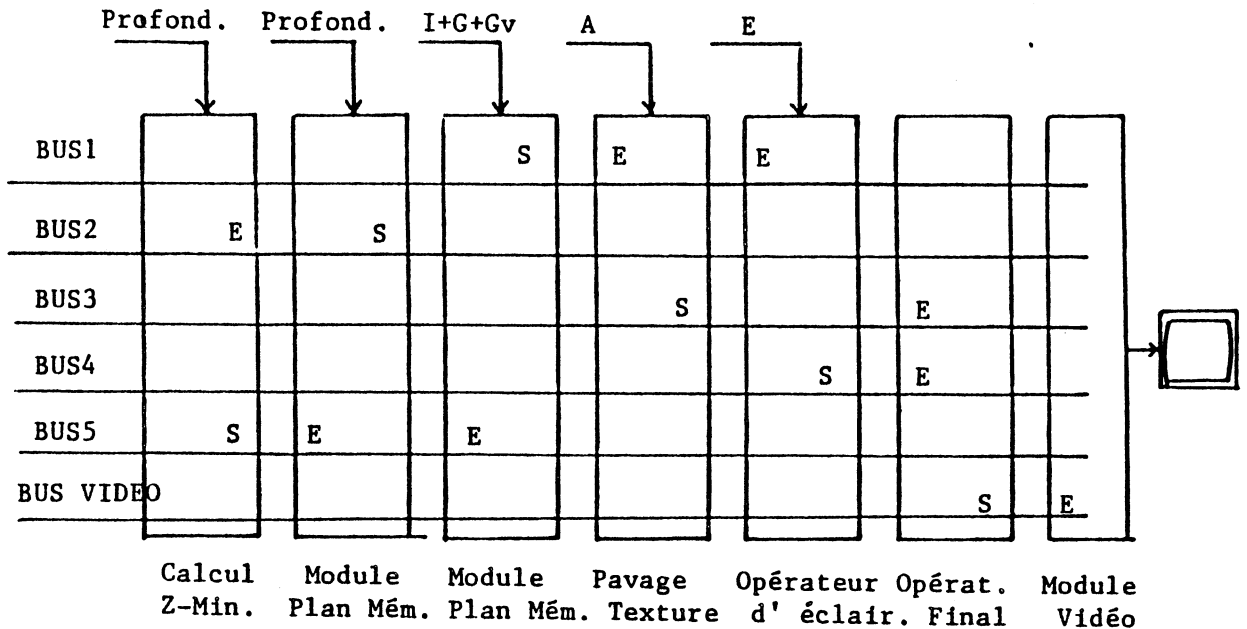 Profond. Profond. I+G+Gv A E
BUS1 S E E
BUS2 E S
BUS3 S E
BUS4 S E
BUS5 S E E
BUS VIDEO S E
Calcul Module Module Pavage Opérateur Opérat. Module
Z-Min. Plan Mém. Plan Mém. Texture d' éclair. Final Vidéo